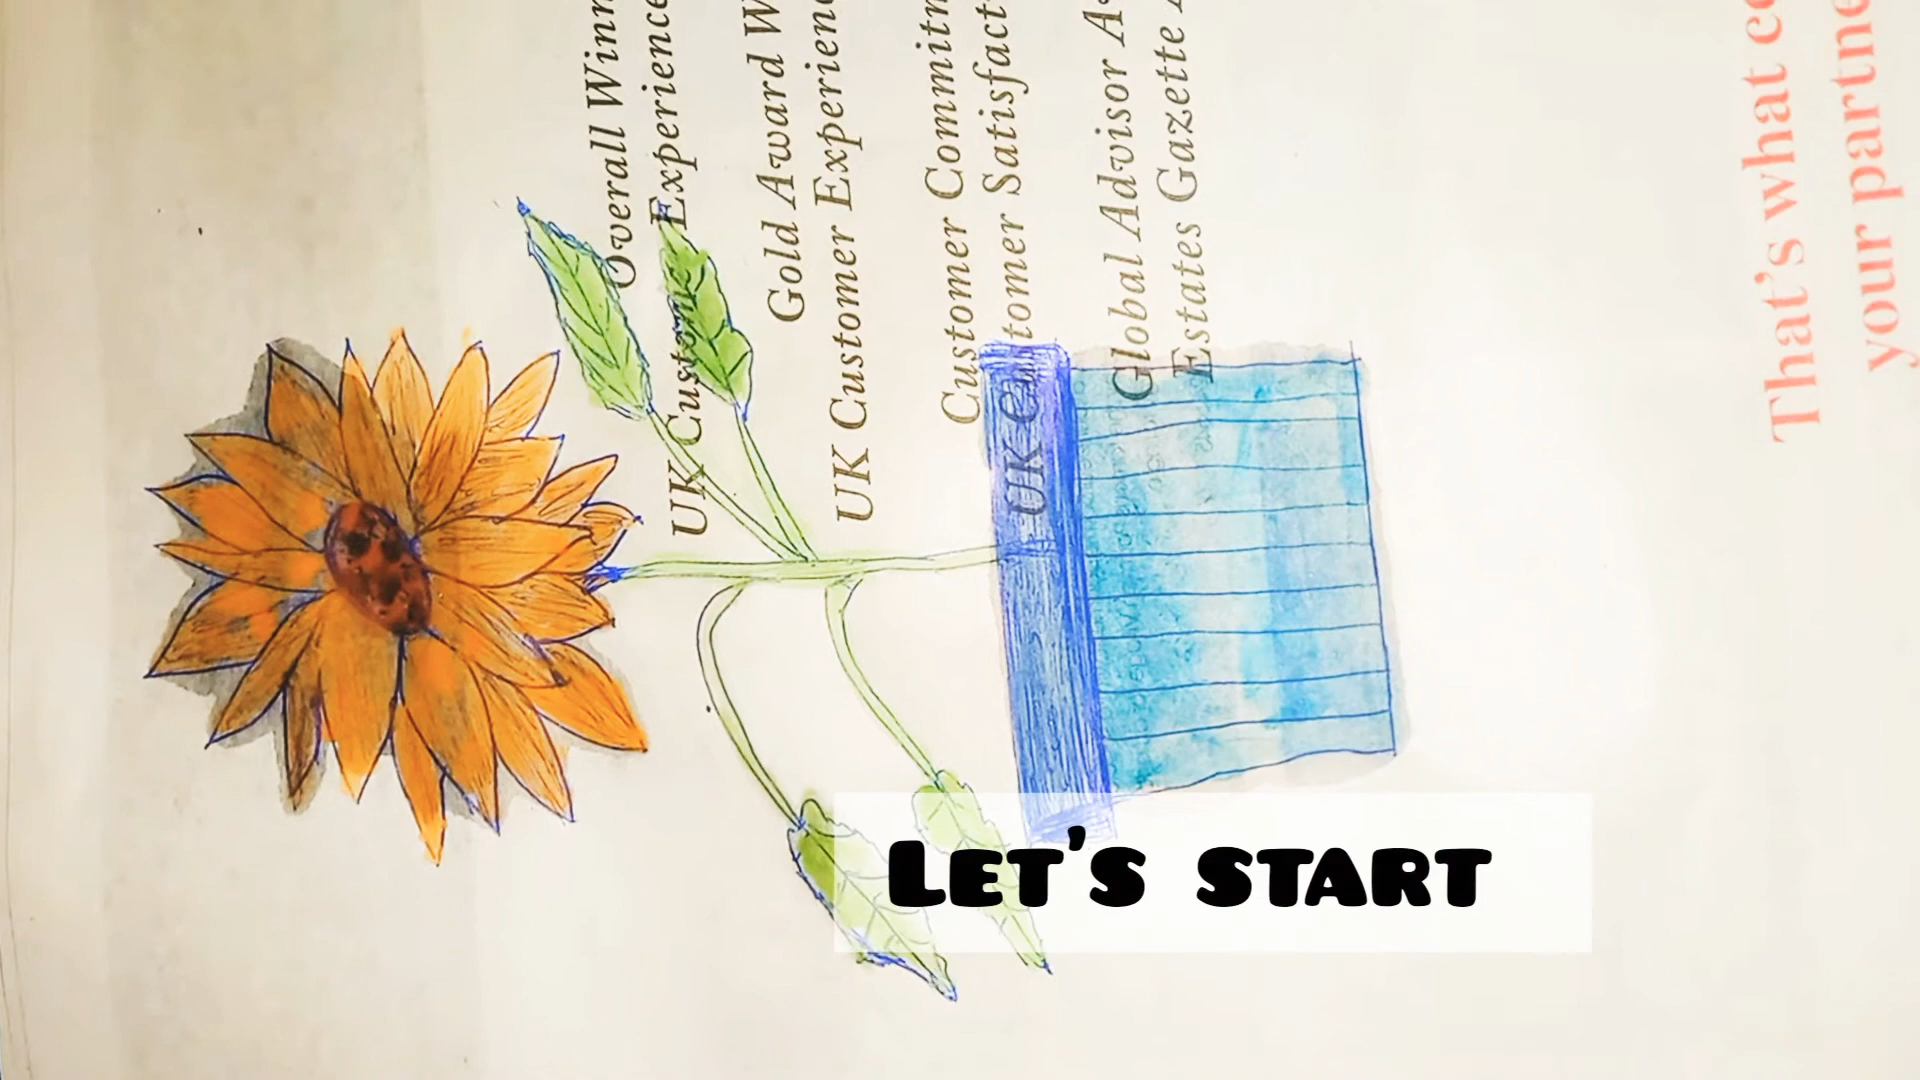 Overall Winn
UK Customer Experience
Gold Award W
UK Customer Experienc
Customer Commitm
UK Customer Satisfact
Global Advisor A
Estates Gazette
That's what co
your partne
LET'S START